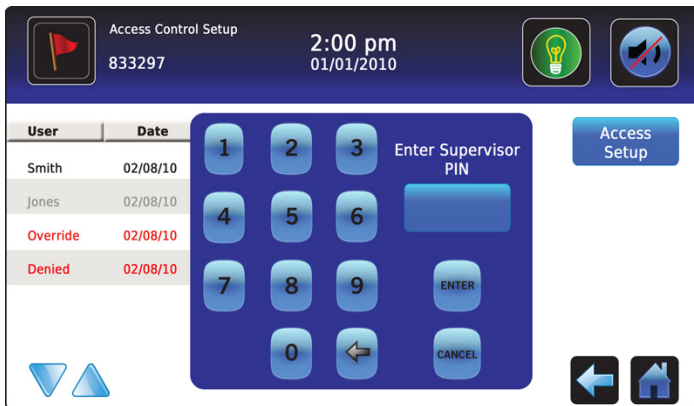 Access Control Setup
833297
2:00 pm
01/01/2010
User Date
Smith 02/08/10
Jones 02/08/10
Override 02/08/10
Denied 02/08/10
1 2 3
4 5 6
7 8 9
0
Enter Supervisor
PIN
ENTER
CANCEL
Access
Setup